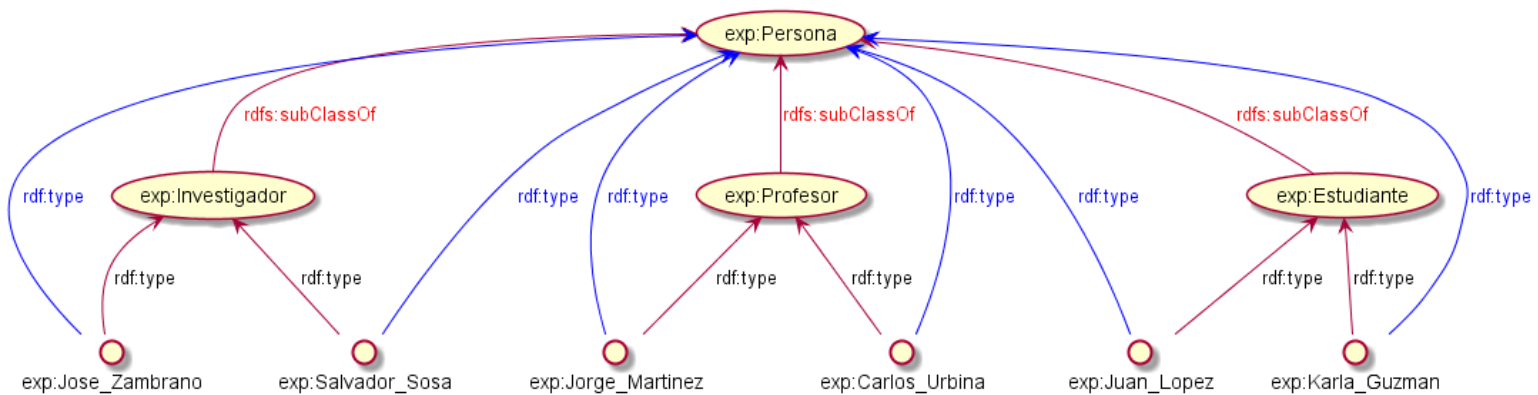 exp:Persona
rdfs:subClassOf
rdfs:subClassOf
rdfs:subClassOf
rdf:type
exp:Investigador
rdf:type
rdf:type
exp:Profesor
rdf:type
rdf:type
exp:Estudiante
rdf:type
rdf:type
rdf:type
rdf:type
rdf:type
rdf:type
rdf:type
exp:Jose_Zambrano
exp:Salvador_Sosa
exp:Jorge_Martinez
exp:Carlos_Urbina
exp:Juan_Lopez
exp:Karla_Guzman